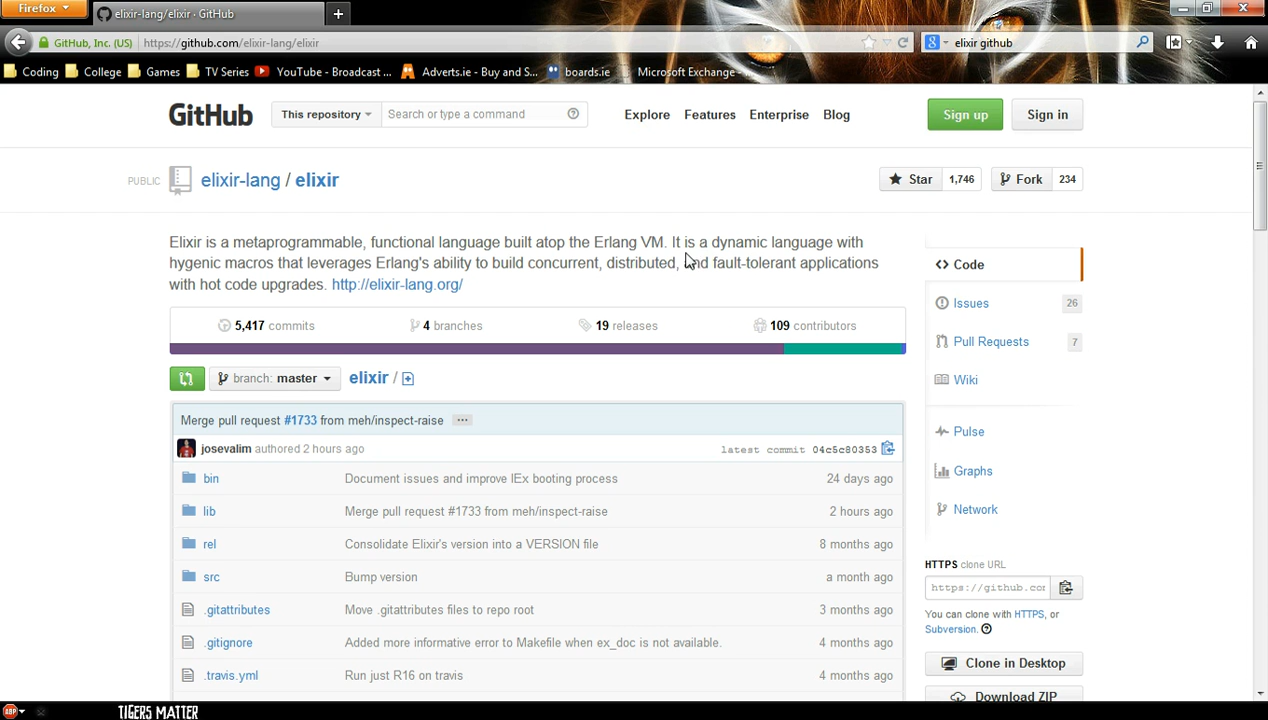 Firefox
elixir-lang/elixir · GitHub
GitHub, Inc. (US)
https://github.com/elixir-lang/elixir
elixir github
Coding
College
Games
TV Series
YouTube - Broadcast ...
Adverts.ie - Buy and S...
boards.ie
Microsoft Exchange -
GitHub
This repository
Search or type a command
Explore
Features
Enterprise
Blog
Sign up
Sign in
PUBLIC
elixir-lang / elixir
Star
1,746
Fork
234
Elixir is a metaprogrammable, functional language built atop the Erlang VM. It is a dynamic language with
hygenic macros that leverages Erlang's ability to build concurrent, distributed, and fault-tolerant applications
with hot code upgrades. http://elixir-lang.org/
5,417 commits
4 branches
19 releases
109 contributors
branch: master
elixir /
Merge pull request #1733 from meh/inspect-raise ...
josevalim authored 2 hours ago
latest commit 04c5c80353
bin
Document issues and improve IEx booting process
24 days ago
lib
Merge pull request #1733 from meh/inspect-raise
2 hours ago
rel
Consolidate Elixir's version into a VERSION file
8 months ago
src
Bump version
a month ago
.gitattributes
Move .gitattributes files to repo root
3 months ago
.gitignore
Added more informative error to Makefile when ex_doc is not available.
4 months ago
.travis.yml
Run just R16 on travis
4 months ago
Code
Issues
26
Pull Requests
7
Wiki
Pulse
Graphs
Network
HTTPS clone URL
https://github.com
You can clone with HTTPS, or
Subversion.
Clone in Desktop
Download ZIP
ABP
TIGERS MATTER